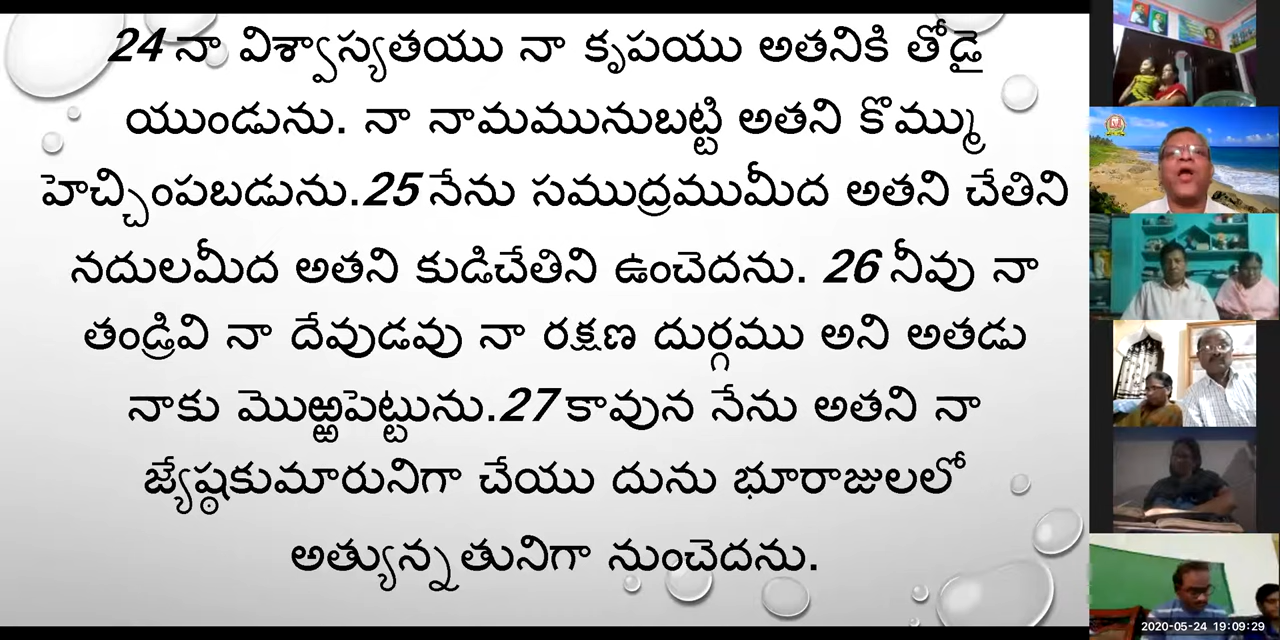 24 నా విశ్వాస్యతయు నా కృపయు అతనికి తోడై
యుండును. నా నామమునుబట్టి అతని కొమ్ము
హెచ్చింపబడును.25 నేను సముద్రముమీద అతని చేతిని
నదులమీద అతని కుడిచేతిని ఉంచెదను. 26 నీవు నా
తండ్రివి నా దేవుడవు నా రక్షణ దుర్గము అని అతడు
నాకు మొఱ్ఱపెట్టును.27 కావున నేను అతని నా
జ్యేష్ఠకుమారునిగా చేయు దును భూరాజులలో
అత్యున్నతునిగా నుంచెదను.
2020-05-24 19:09:29